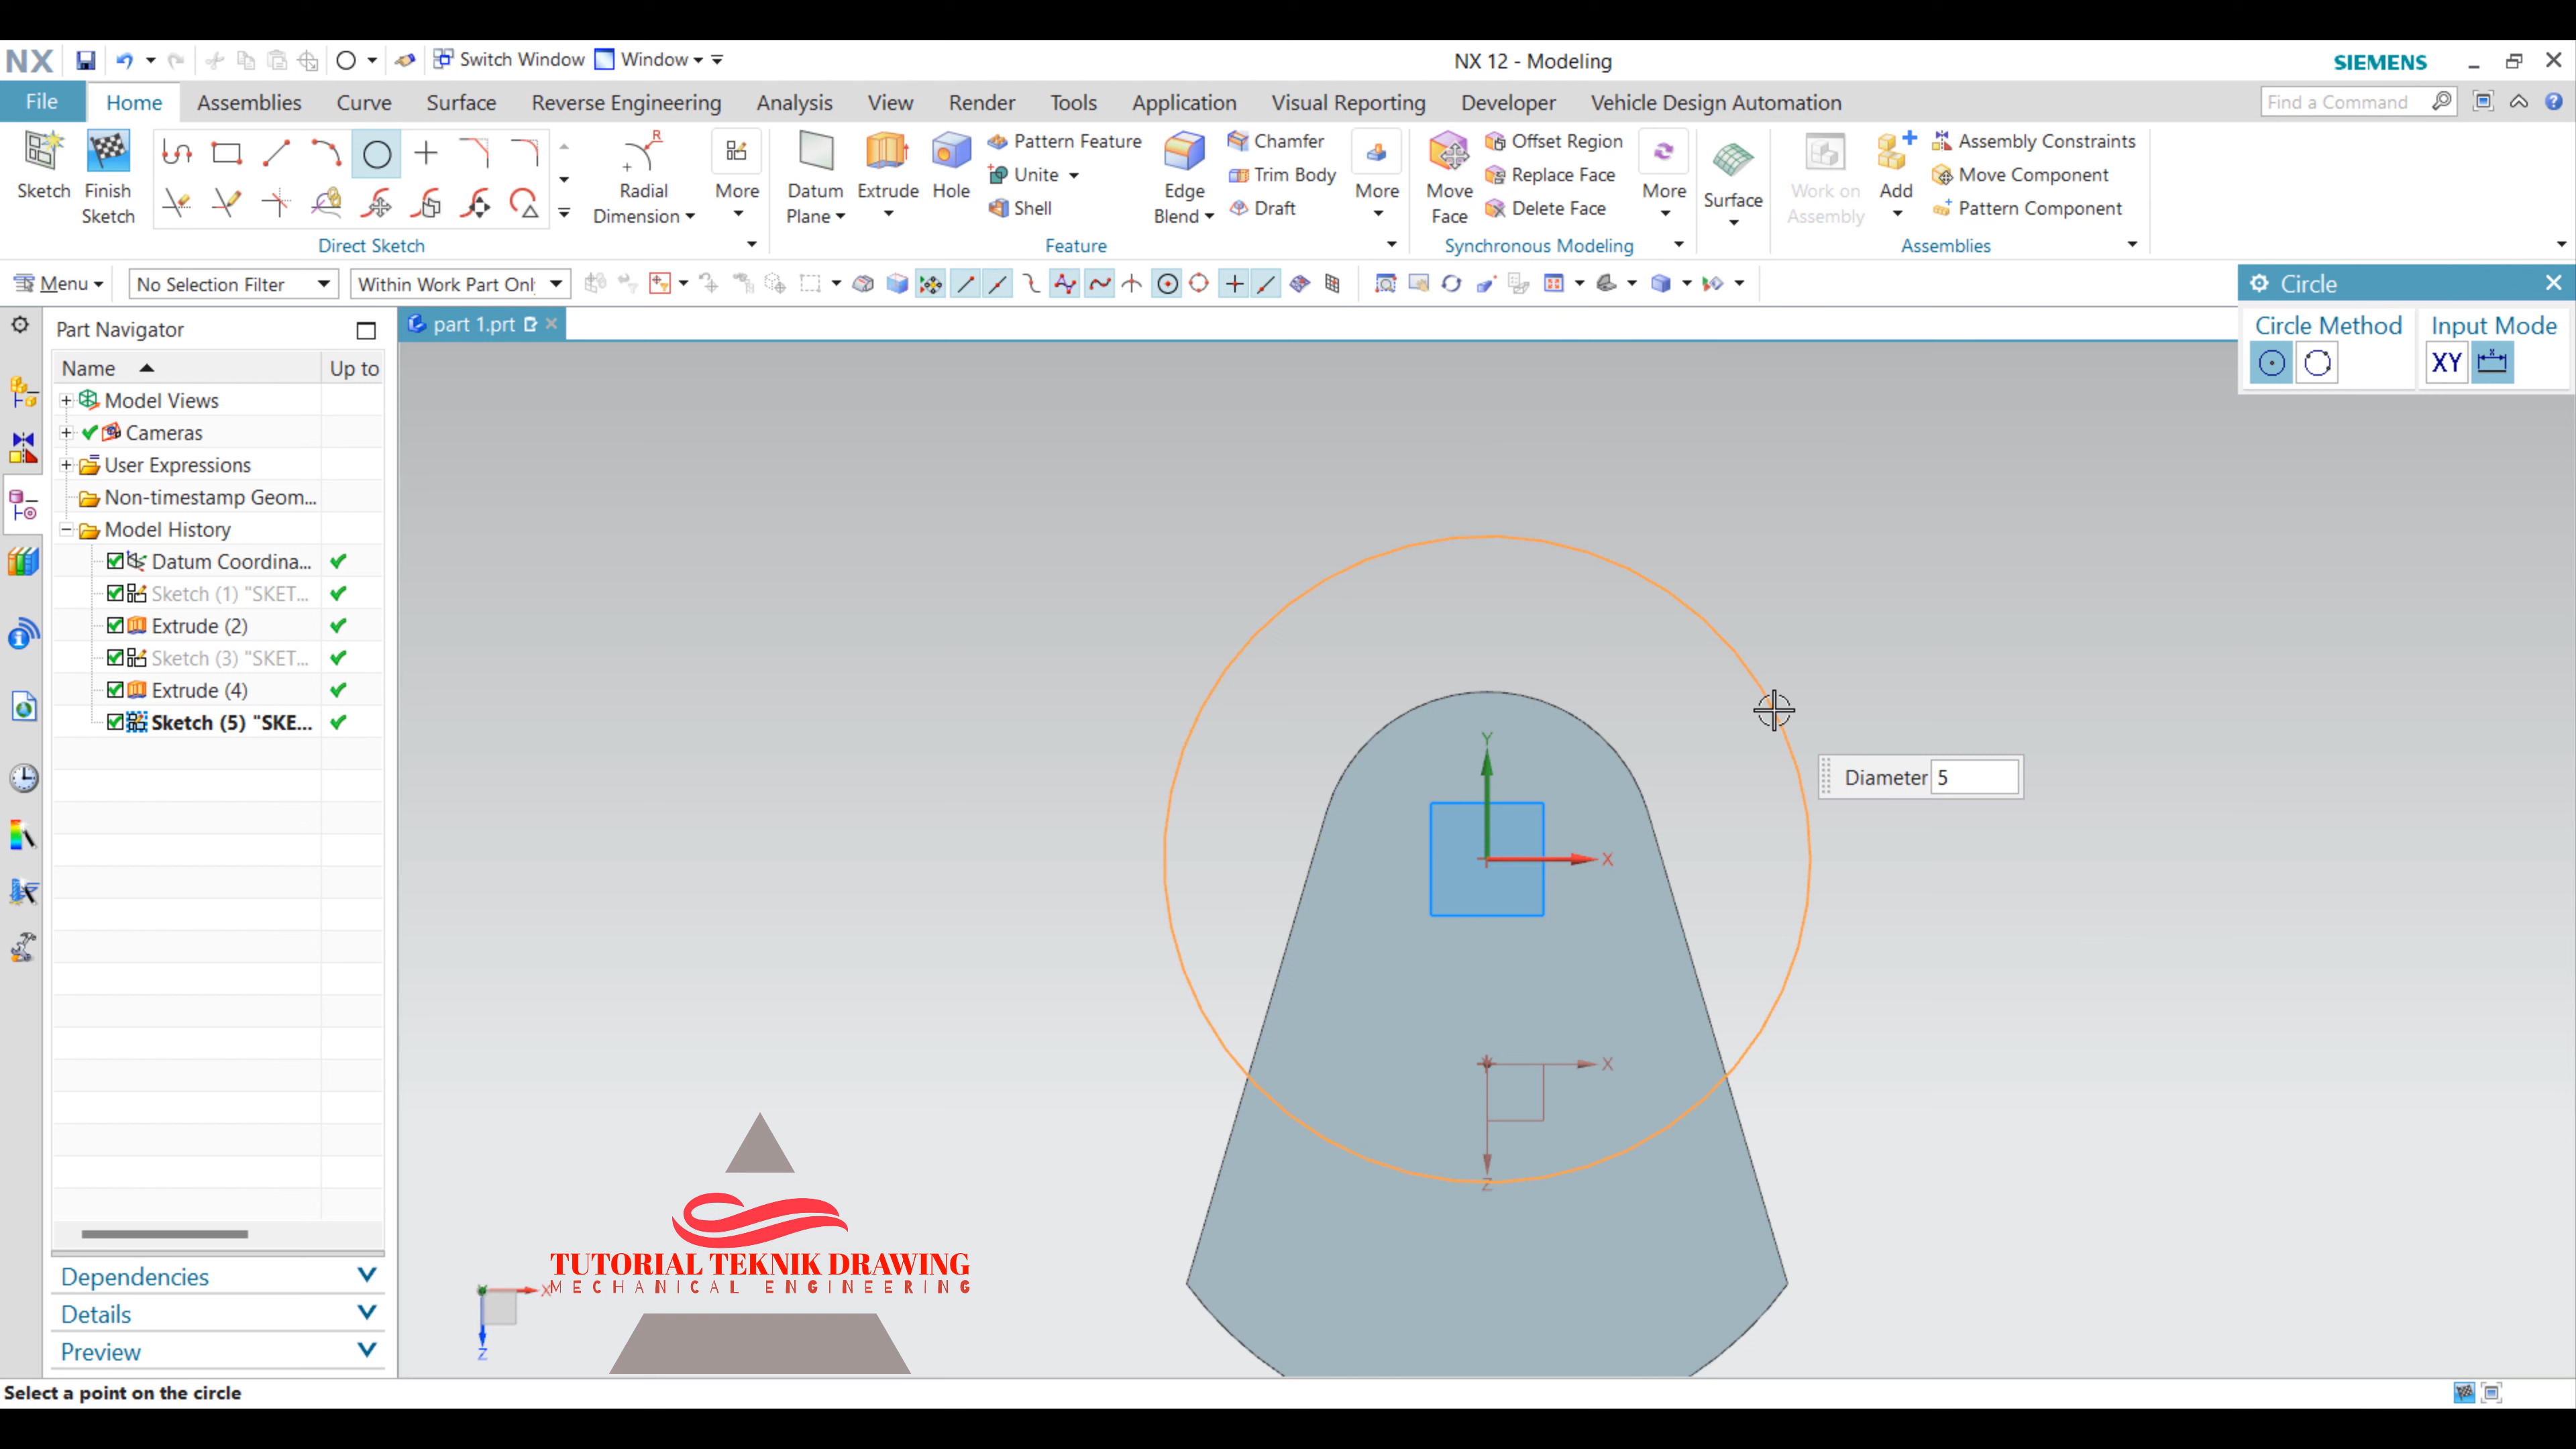 NX Switch Window Window NX 12 - Modeling SIEMENS
File Home Assemblies Curve Surface Reverse Engineering Analysis View Render Tools Application Visual Reporting Developer Vehicle Design Automation Find a Command
Sketch Finish Sketch Radial Dimension More Datum Plane Extrude Hole Pattern Feature Unite Shell Edge Blend Chamfer Trim Body Draft More Move Face Offset Region Replace Face Delete Face More Surface Work on Assembly Add Assembly Constraints Move Component Pattern Component
Direct Sketch Feature Synchronous Modeling Assemblies
Menu No Selection Filter Within Work Part Onl Circle
Part Navigator part 1.prt Circle Method Input Mode
XY
Name Up to
Model Views
Cameras
User Expressions
Non-timestamp Geom...
Model History
Datum Coordina...
Sketch (1) "SKET...
Extrude (2)
Sketch (3) "SKET...
Extrude (4)
Sketch (5) "SKE...
Y
Diameter 5
X
X
Z
TUTORIAL TEKNIK DRAWING
MECHANICAL ENGINEERING
X
Z
Dependencies
Details
Preview
Select a point on the circle